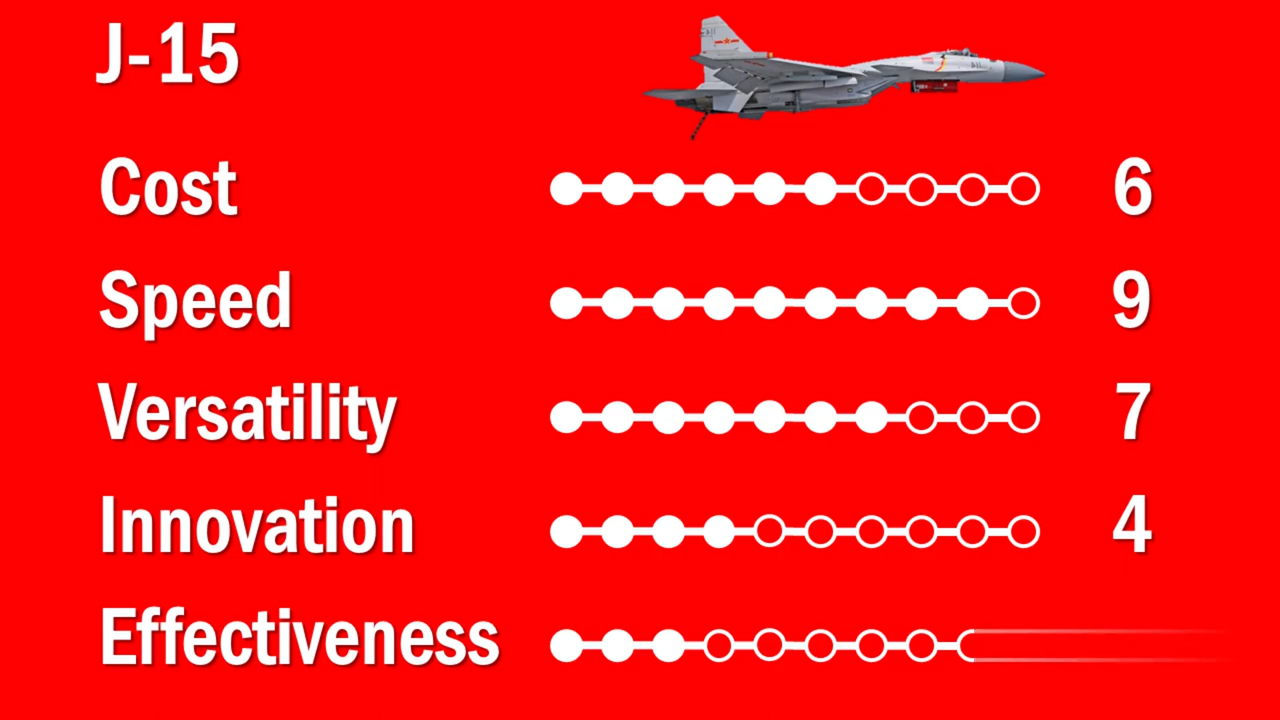 J-15
Cost 6
Speed 9
Versatility 7
Innovation 4
Effectiveness